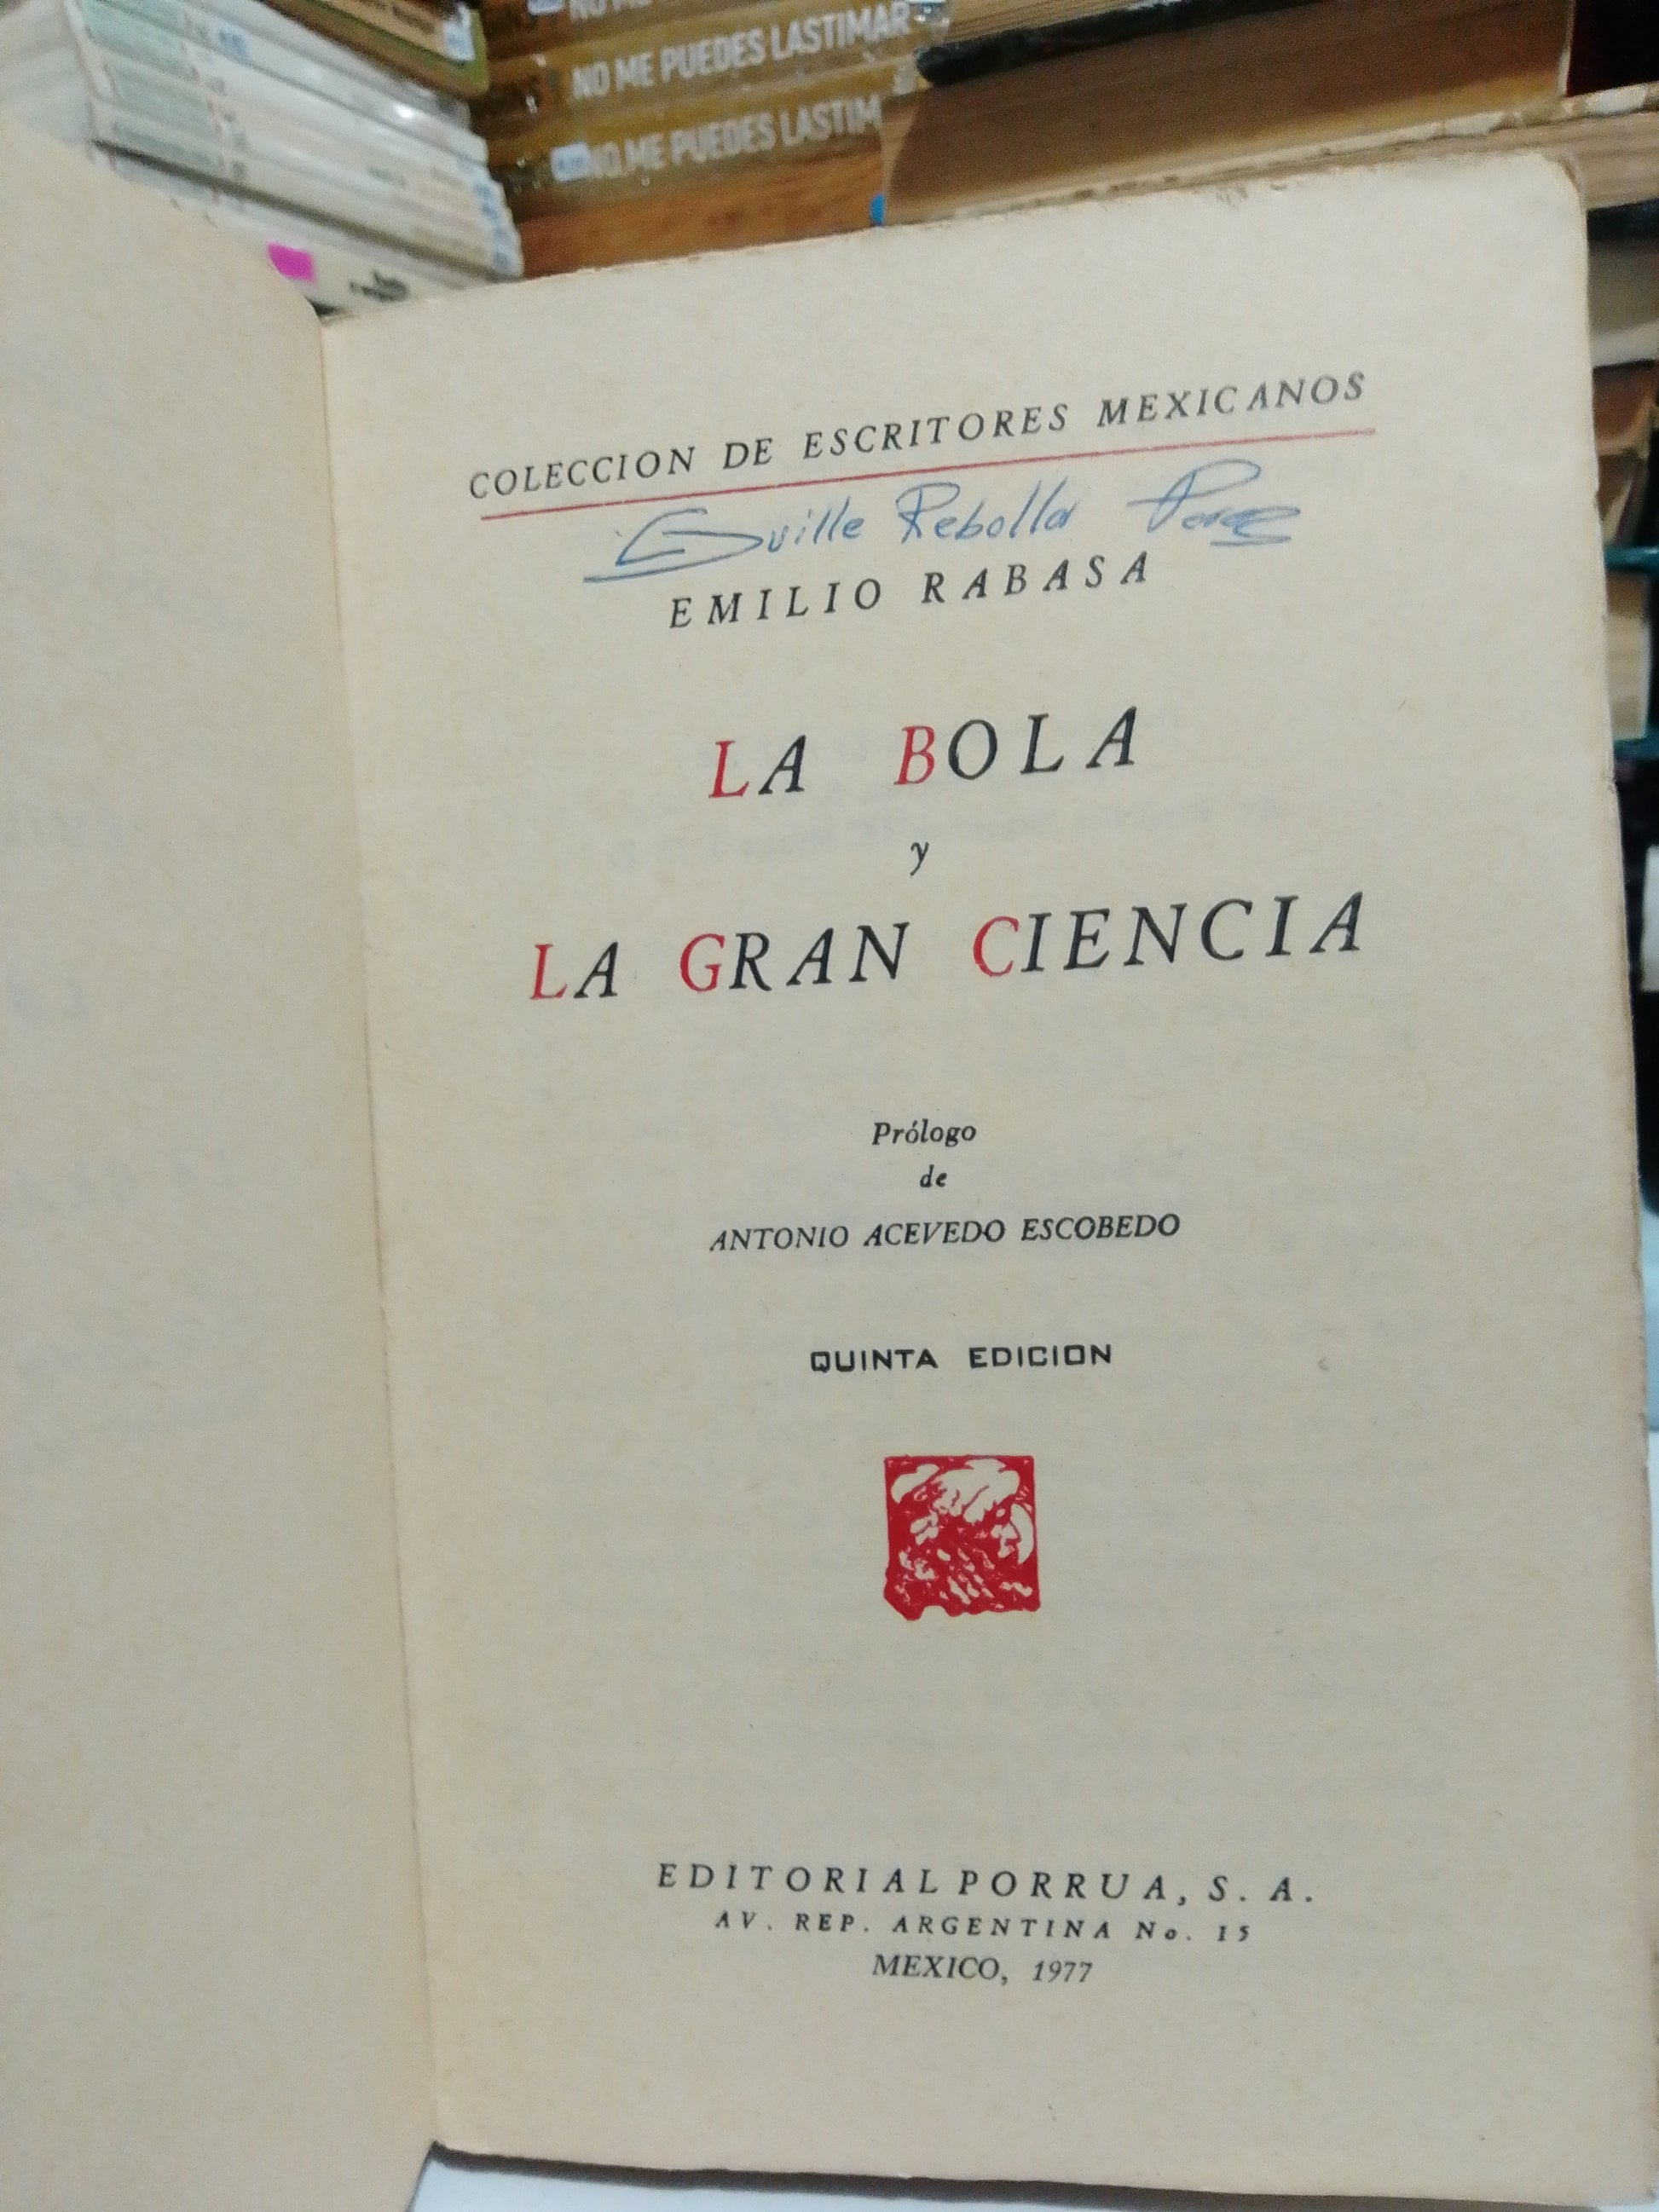 NO ME PUEDES LASTIMAR
NO ME PUEDES LASTIM
COLECCION DE ESCRITORES MEXICANOS
Rebollar
EMILIO RABASA
LA BOLA
y
LA GRAN CIENCIA
Prólogo
de
ANTONIO ACEVEDO ESCOBEDO
QUINTA EDICION
EDITORIAL PORRUA, S. A.
AV. REP. ARGENTINA No. 15
MEXICO, 1977